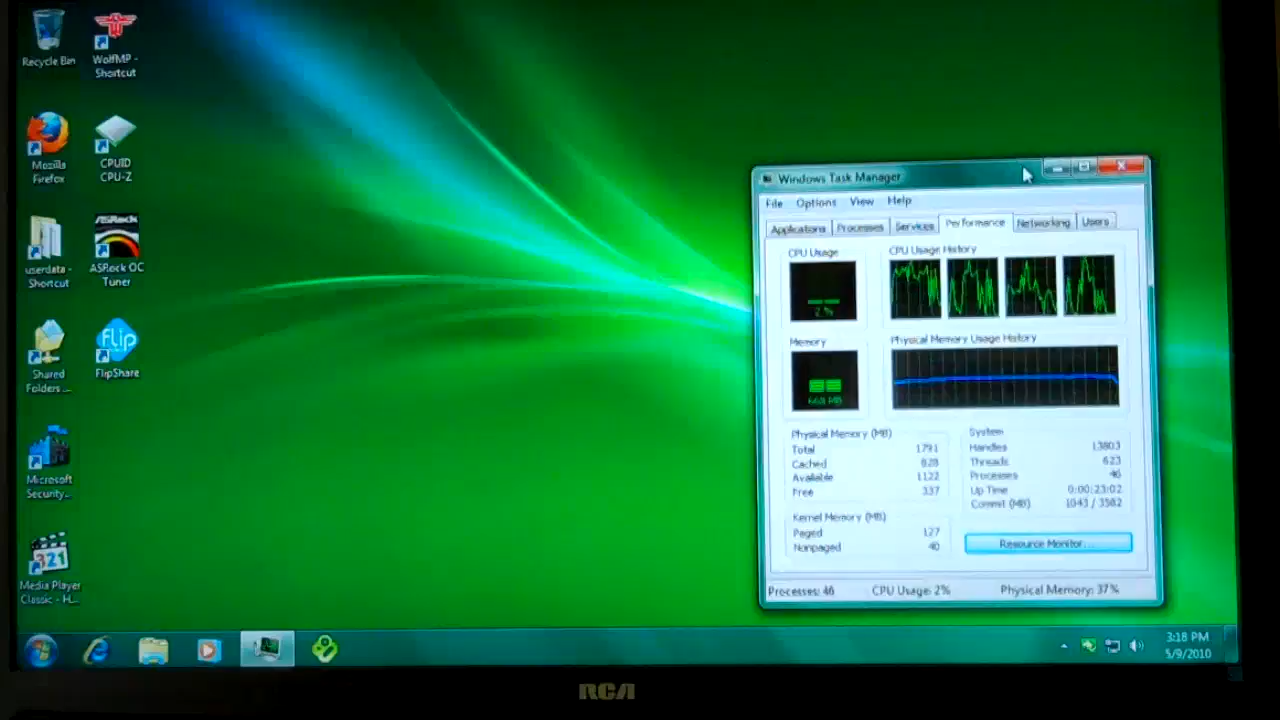 Recycle Bin
WolfMP -
Shortcut
Mozilla
Firefox
CPUID
CPU-Z
userdata -
Shortcut
ASRock
ASRock OC
Tuner
Shared
Folders ...
flip
FlipShare
Microsoft
Security...
321
Media Player
Classic - H...
Windows Task Manager
File Options View Help
Applications Processes Services Performance Networking Users
CPU Usage
CPU Usage History
2 %
Memory
Physical Memory Usage History
668 MB
Physical Memory (MB)
Total 1791
Cached 828
Available 1122
Free 337
System
Handles 13803
Threads 623
Processes 46
Up Time 0:00:23:02
Commit (MB) 1043 / 3582
Kernel Memory (MB)
Paged 127
Nonpaged 40
Resource Monitor...
Processes: 46 CPU Usage: 2% Physical Memory: 37%
3:18 PM
5/9/2010
RCA